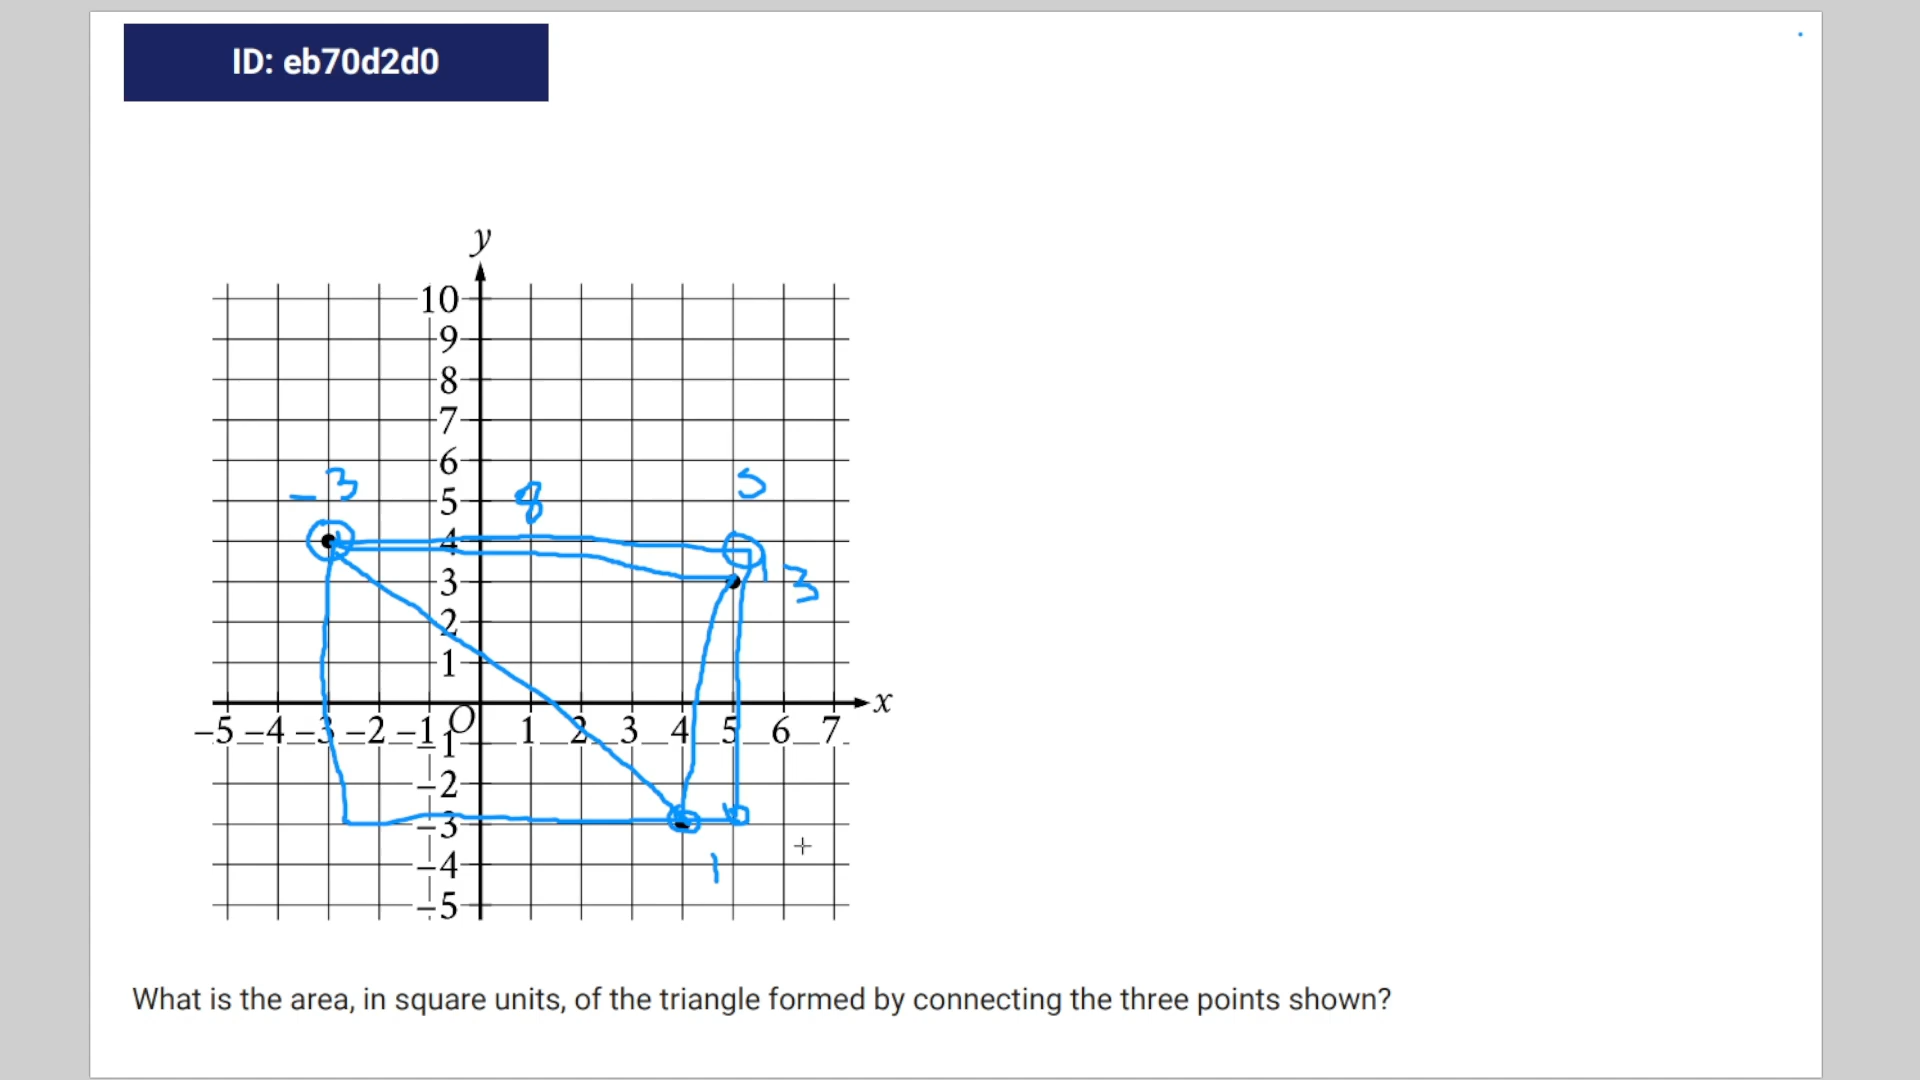 ID: eb70d2d0
y
10
9
8
7
6
-3 8 5
5
4
3 3
2
1
x
-5 -4 -3 -2 -1 O 1 2 3 4 5 6 7
-1
-2
-3
-4 1
-5
What is the area, in square units, of the triangle formed by connecting the three points shown?